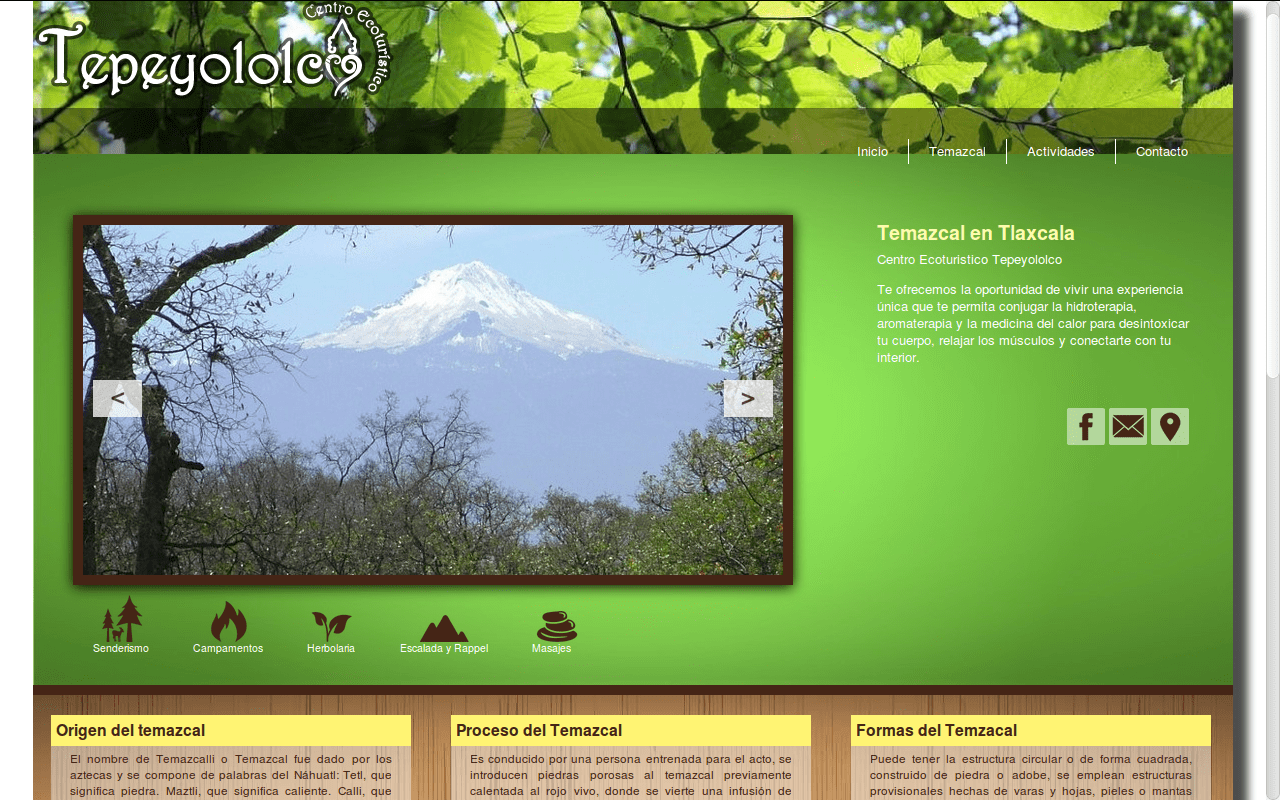 Centro Ecoturístico
Tepeyololco
Inicio
Temazcal
Actividades
Contacto
Temazcal en Tlaxcala
Centro Ecoturistico Tepeyololco
Te ofrecemos la oportunidad de vivir una experiencia
única que te permita conjugar la hidroterapia,
aromaterapia y la medicina del calor para desintoxicar
tu cuerpo, relajar los músculos y conectarte con tu
interior.
<
>
f
Senderismo
Campamentos
Herbolaria
Escalada y Rappel
Masajes
Origen del temazcal
El nombre de Temazcalli o Temazcal fue dado por los
aztecas y se compone de palabras del Náhuatl: Tetl, que
significa piedra. Maztli, que significa caliente. Calli, que
Proceso del Temazcal
Es conducido por una persona entrenada para el acto, se
introducen piedras porosas al temazcal previamente
calentada al rojo vivo, donde se vierte una infusión de
Formas del Temzacal
Puede tener la estructura circular o de forma cuadrada,
construido de piedra o adobe, se emplean estructuras
provisionales hechas de varas y hojas, pieles o mantas